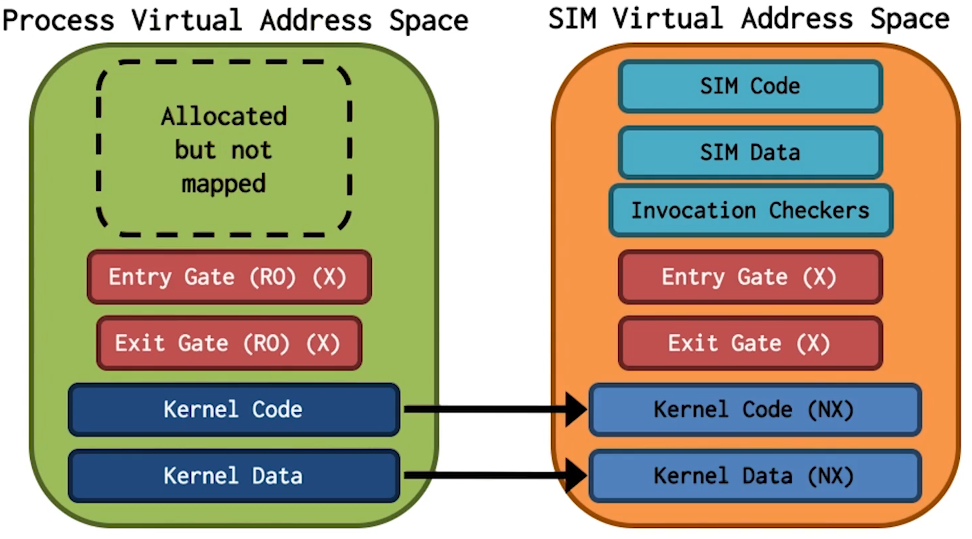 Process Virtual Address Space
Allocated
but not
mapped
Entry Gate (RO) (X)
Exit Gate (RO) (X)
Kernel Code
Kernel Data
SIM Virtual Address Space
SIM Code
SIM Data
Invocation Checkers
Entry Gate (X)
Exit Gate (X)
Kernel Code (NX)
Kernel Data (NX)